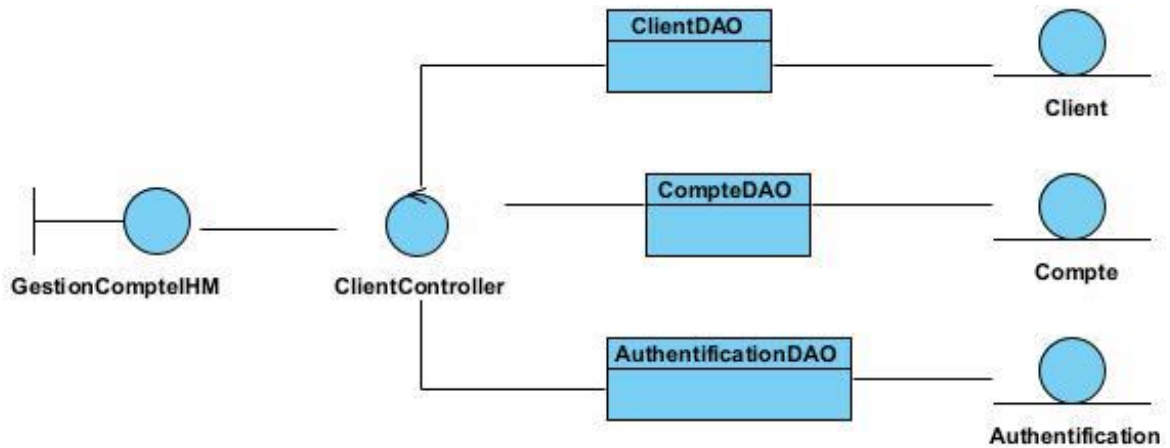 ClientDAO
Client
CompteDAO
GestionCompteIHM
ClientController
Compte
AuthentificationDAO
Authentification